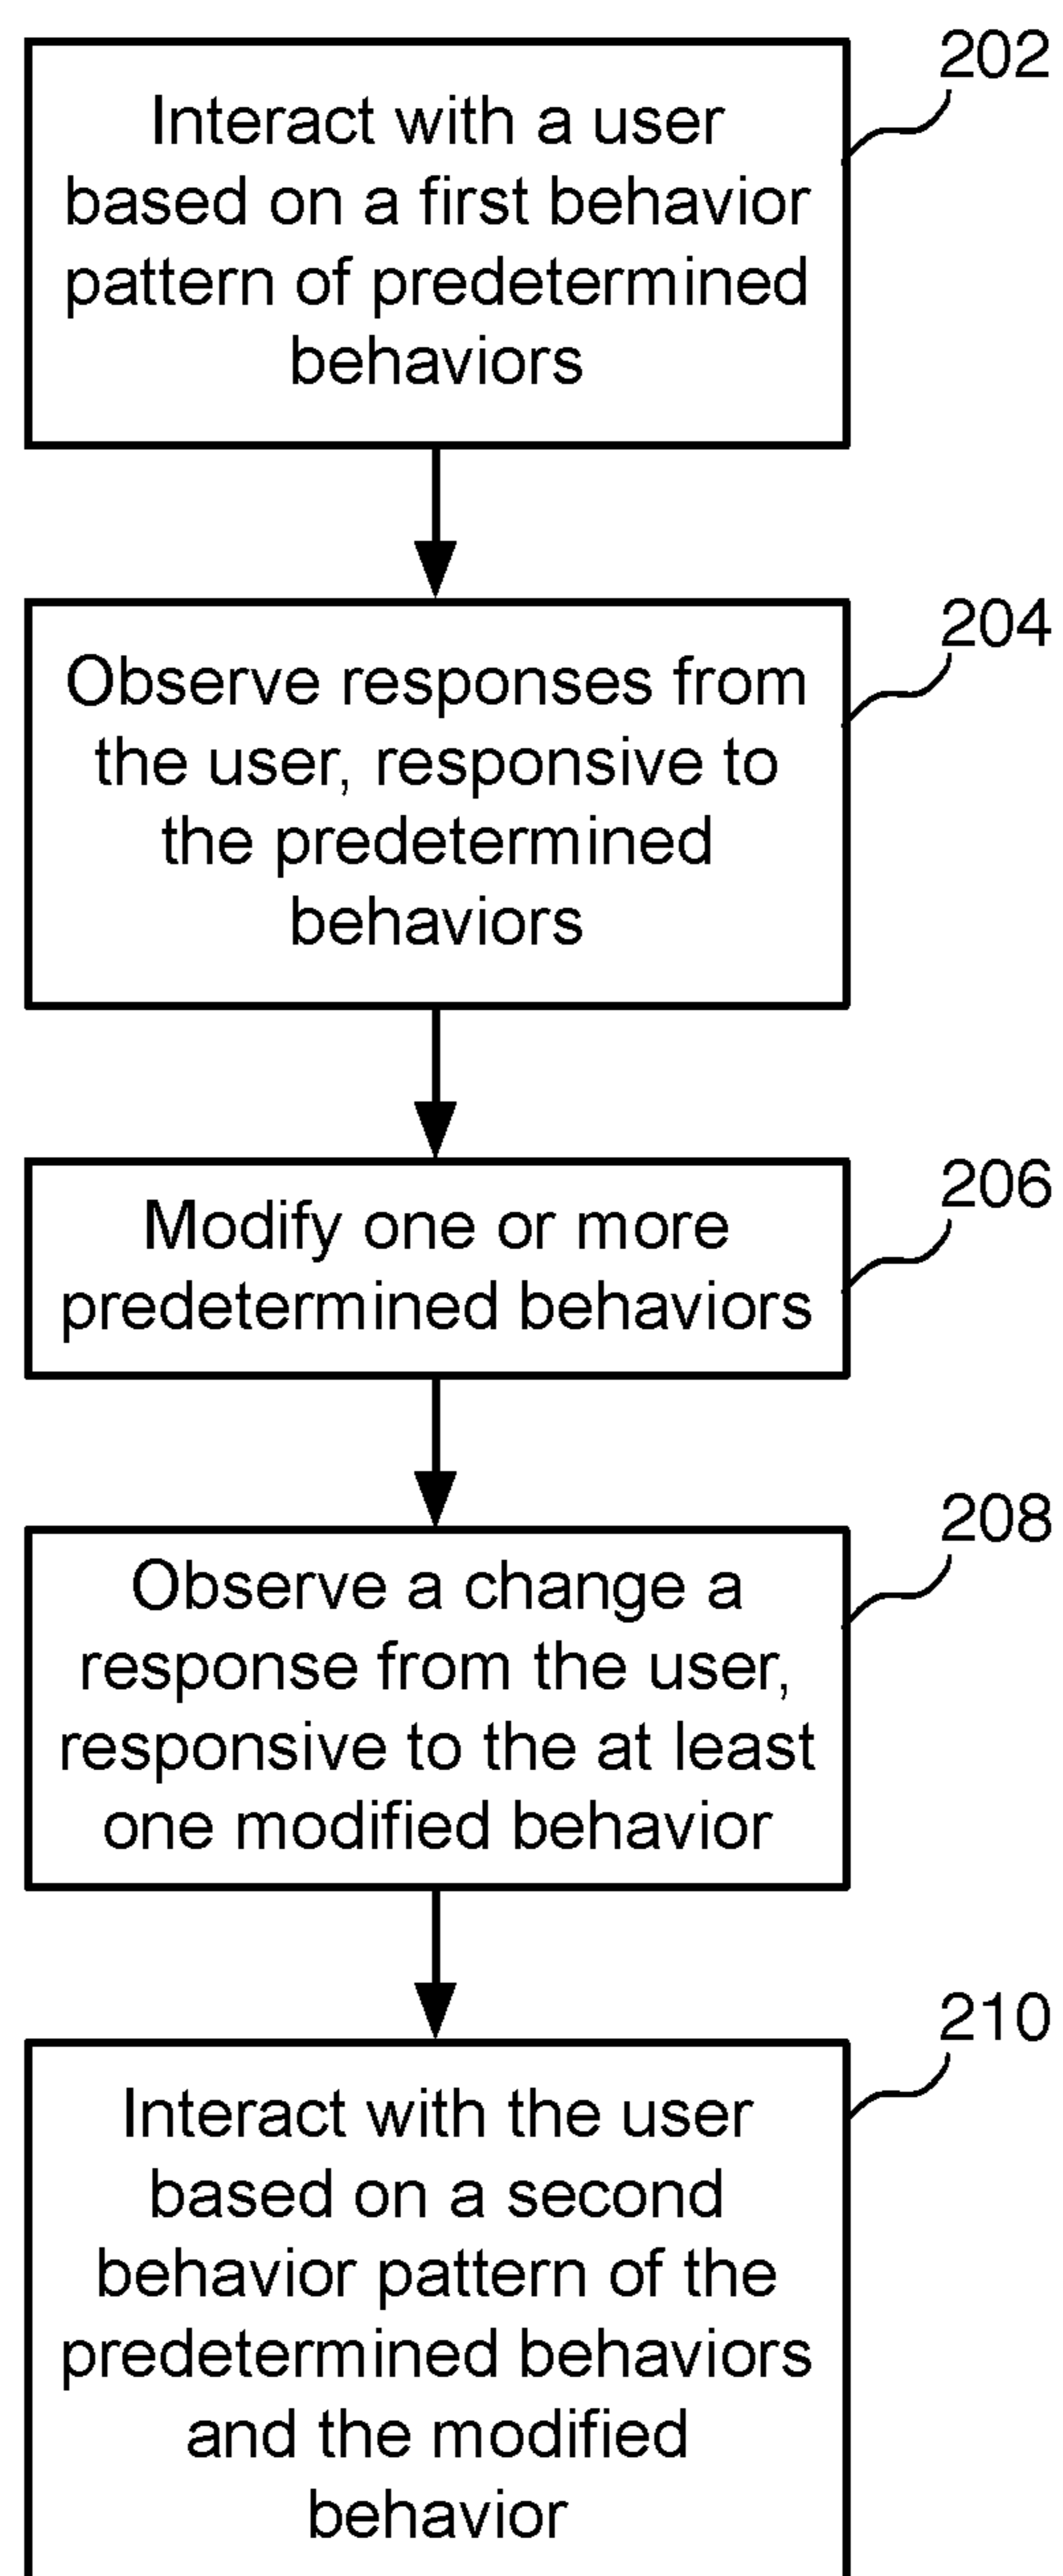 202
Interact with a user
based on a first behavior
pattern of predetermined
behaviors
204
Observe responses from
the user, responsive to
the predetermined
behaviors
206
Modify one or more
predetermined behaviors
208
Observe a change a
response from the user,
responsive to the at least
one modified behavior
210
Interact with the user
based on a second
behavior pattern of the
predetermined behaviors
and the modified
behavior